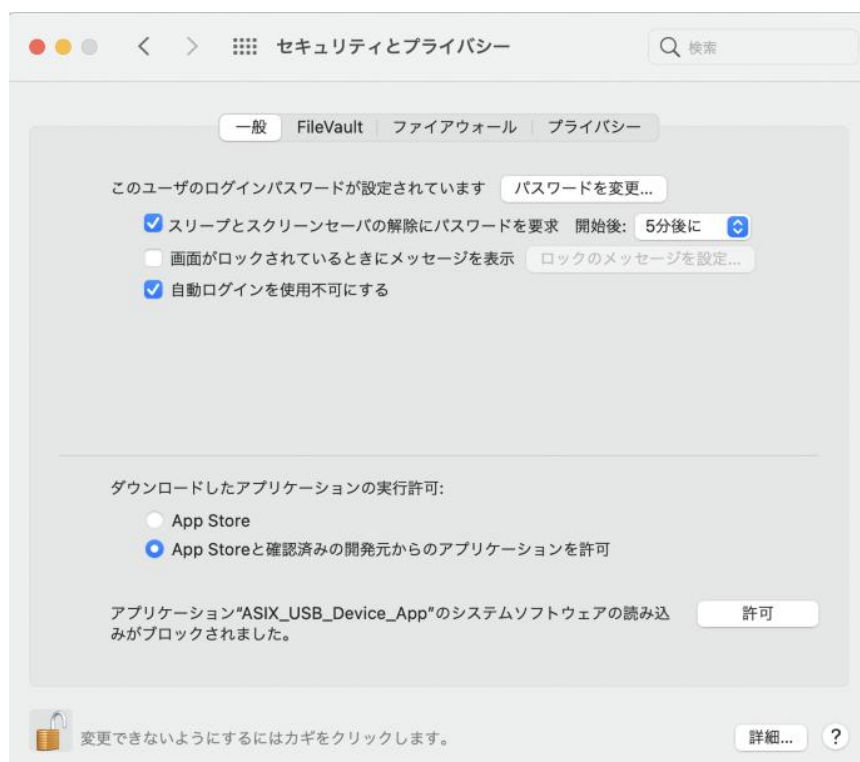 セキュリティとプライバシー
検索
一般 FileVault ファイアウォール プライバシー
このユーザのログインパスワードが設定されています パスワードを変更...
スリープとスクリーンセーバの解除にパスワードを要求 開始後: 5分後に
画面がロックされているときにメッセージを表示 ロックのメッセージを設定...
自動ログインを使用不可にする
ダウンロードしたアプリケーションの実行許可:
App Store
App Storeと確認済みの開発元からのアプリケーションを許可
アプリケーション"ASIX_USB_Device_App"のシステムソフトウェアの読み込
みがブロックされました。
許可
変更できないようにするにはカギをクリックします。
詳細... ?